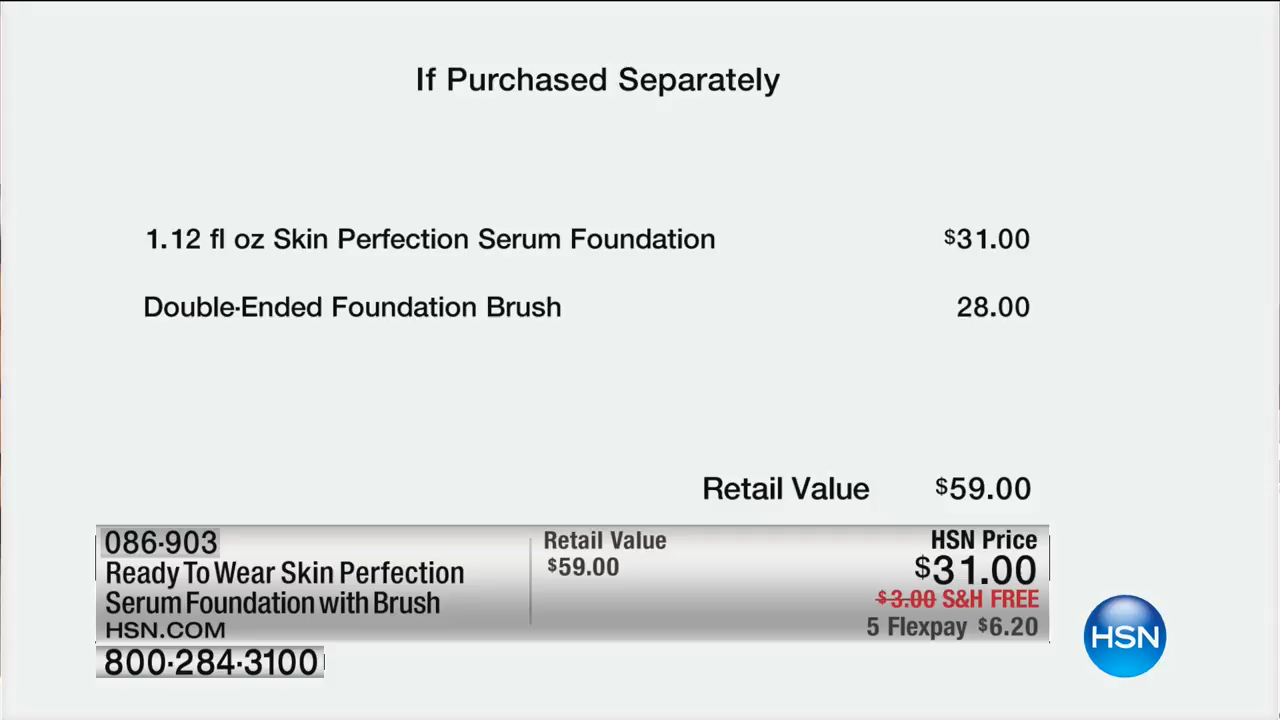 If Purchased Separately
1.12 fl oz Skin Perfection Serum Foundation $31.00
Double-Ended Foundation Brush 28.00
Retail Value $59.00
086-903
Ready To Wear Skin Perfection
Serum Foundation with Brush
HSN.COM
800-284-3100
Retail Value
$59.00
HSN Price
$31.00
$3.00 S&H FREE
5 Flexpay $6.20
HSN